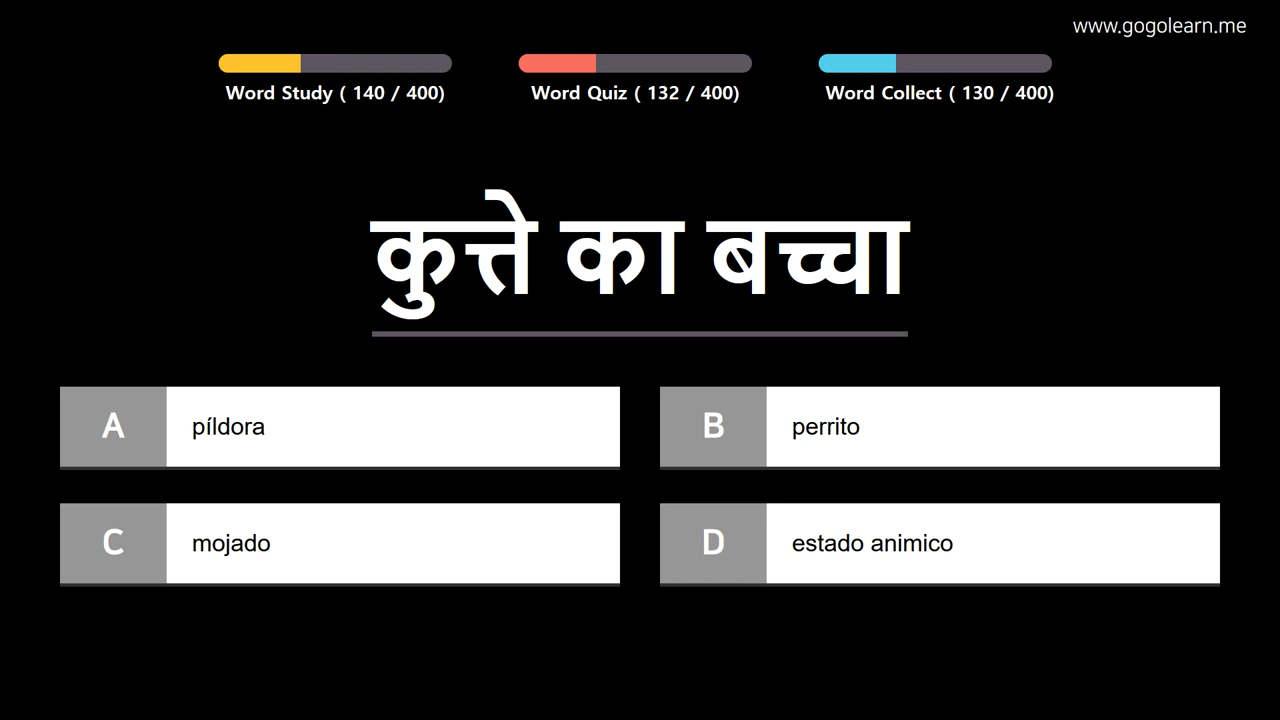 www.gogolearn.me
Word Study ( 140 / 400)
Word Quiz ( 132 / 400)
Word Collect ( 130 / 400)
कुत्ते का बच्चा
A píldora
B perrito
C mojado
D estado animico